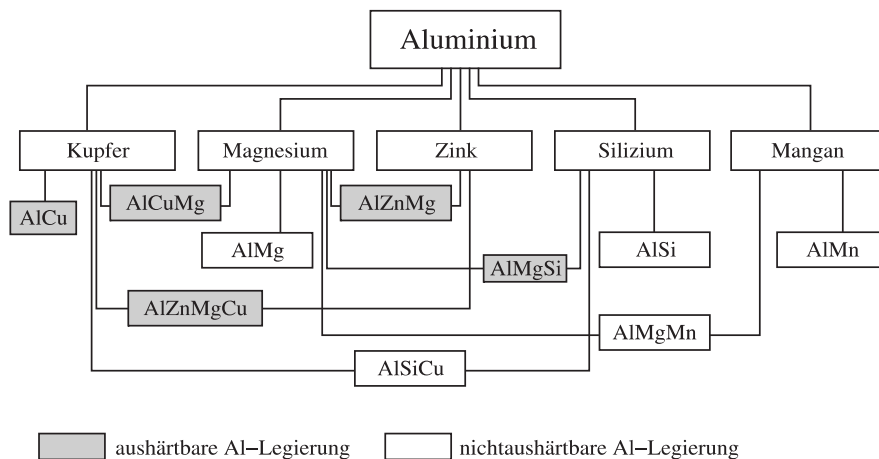 Aluminium
Kupfer Magnesium Zink Silizium Mangan
AlCu AlCuMg AlZnMg
AlMg AlSi AlMn
AlMgSi
AlZnMgCu
AlMgMn
AlSiCu
aushärtbare Al−Legierung nichtaushärtbare Al−Legierung